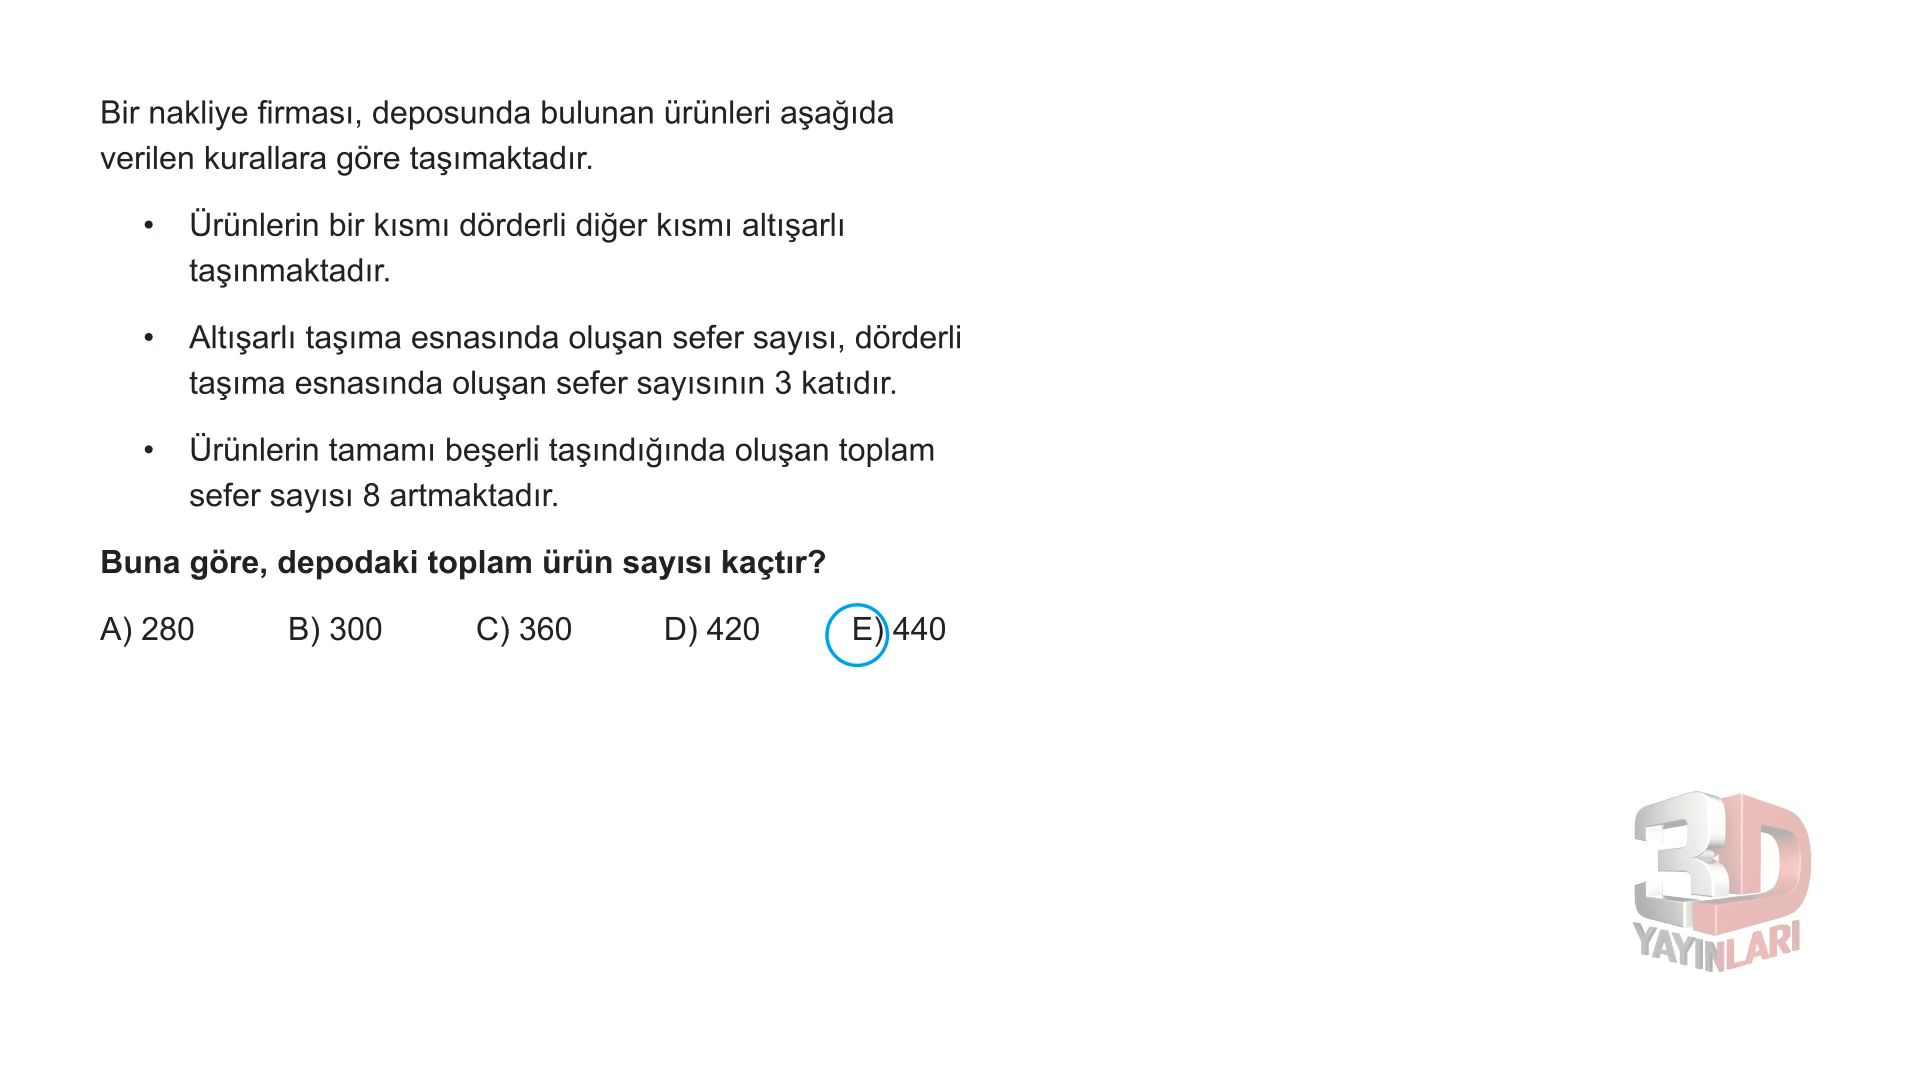 Bir nakliye firması, deposunda bulunan ürünleri aşağıda
verilen kurallara göre taşımaktadır.
• Ürünlerin bir kısmı dörderli diğer kısmı altışarlı
taşınmaktadır.
• Altışarlı taşıma esnasında oluşan sefer sayısı, dörderli
taşıma esnasında oluşan sefer sayısının 3 katıdır.
• Ürünlerin tamamı beşerli taşındığında oluşan toplam
sefer sayısı 8 artmaktadır.
Buna göre, depodaki toplam ürün sayısı kaçtır?
A) 280 B) 300 C) 360 D) 420 E) 440
3D
YAYINLARI